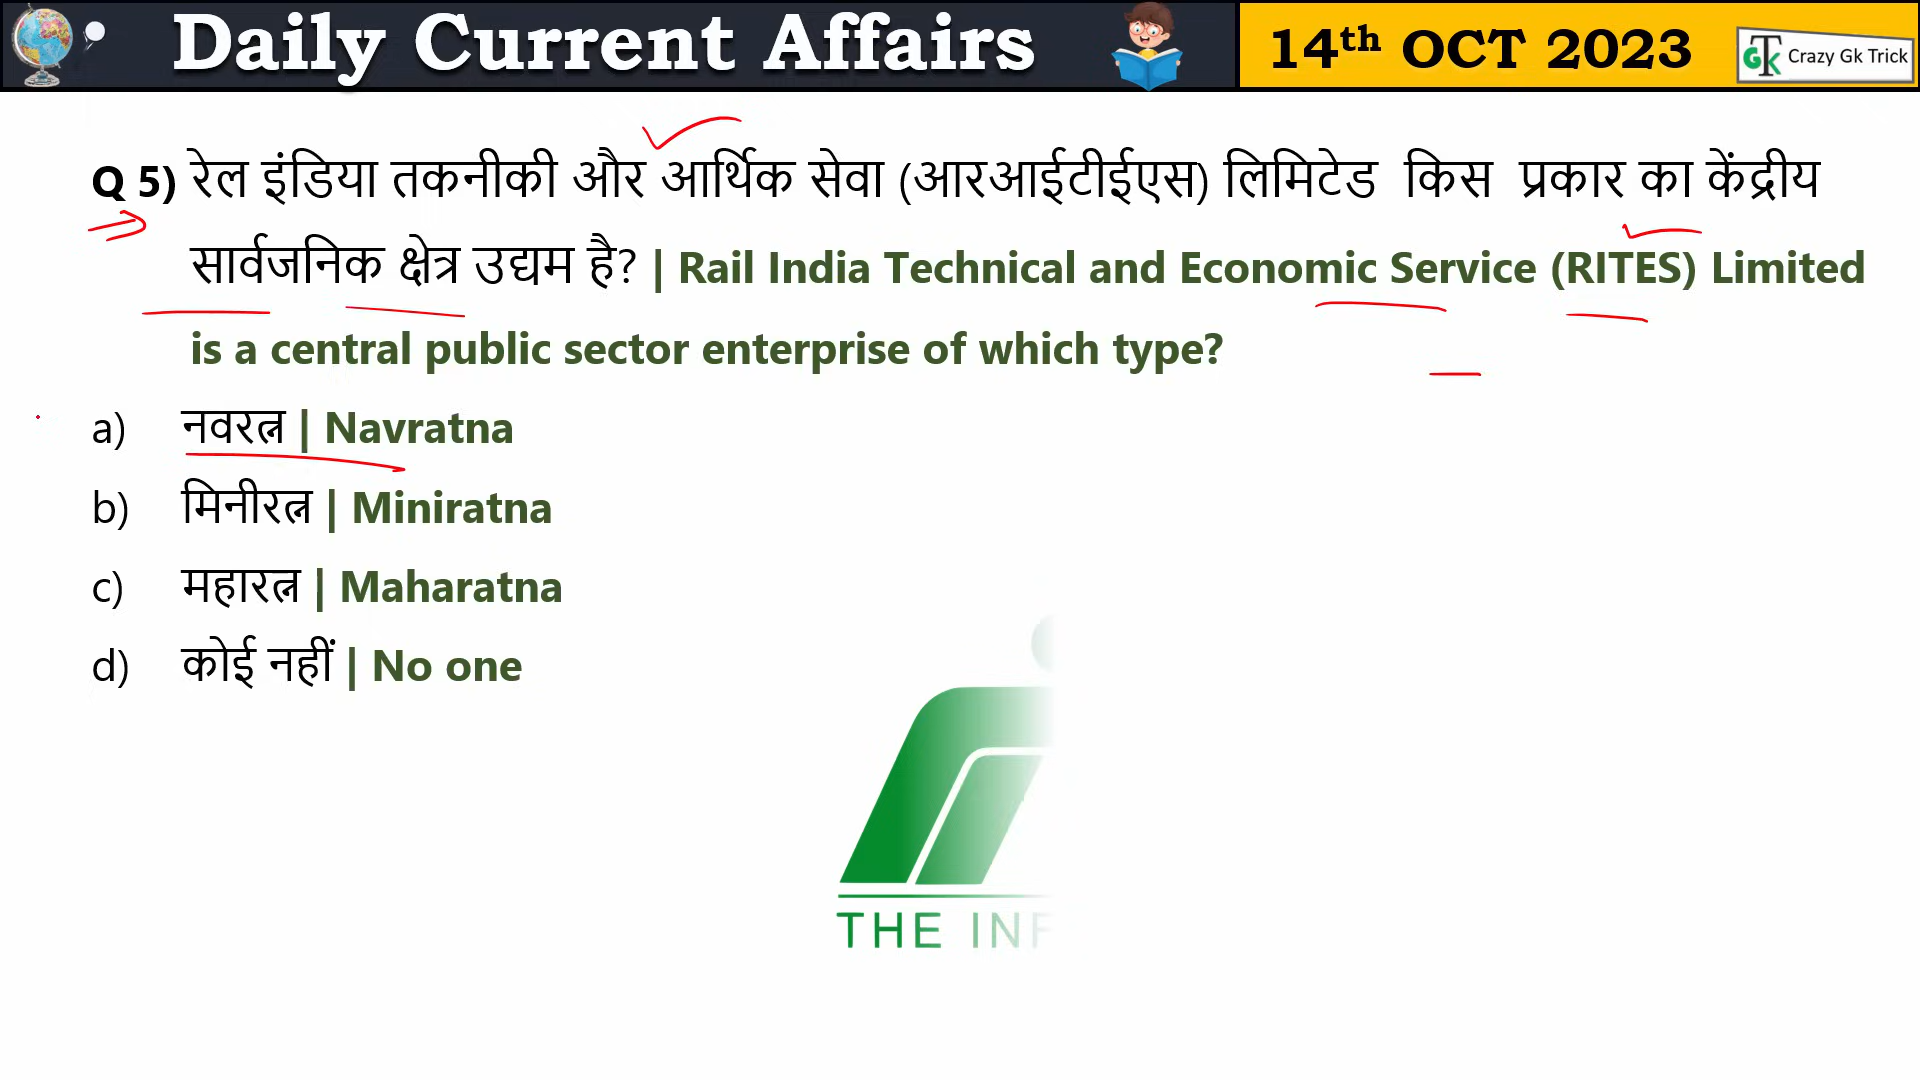 Daily Current Affairs
14th OCT 2023
GTK Crazy Gk Trick
Q 5) रेल इंडिया तकनीकी और आर्थिक सेवा (आरआईटीईएस) लिमिटेड किस प्रकार का केंद्रीय
सार्वजनिक क्षेत्र उद्यम है? | Rail India Technical and Economic Service (RITES) Limited
is a central public sector enterprise of which type?
a) नवरत्न | Navratna
b) मिनीरत्न | Miniratna
c) महारत्न | Maharatna
d) कोई नहीं | No one
THE INF